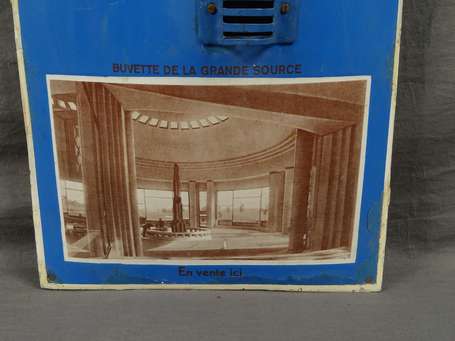 BUVETTE DE LA GRANDE SOURCE
En vente ici